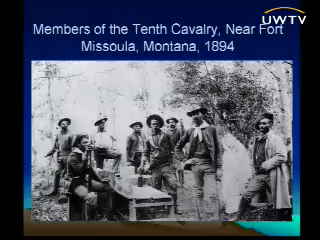 UWTV
Members of the Tenth Cavalry, Near Fort
Missoula, Montana, 1894